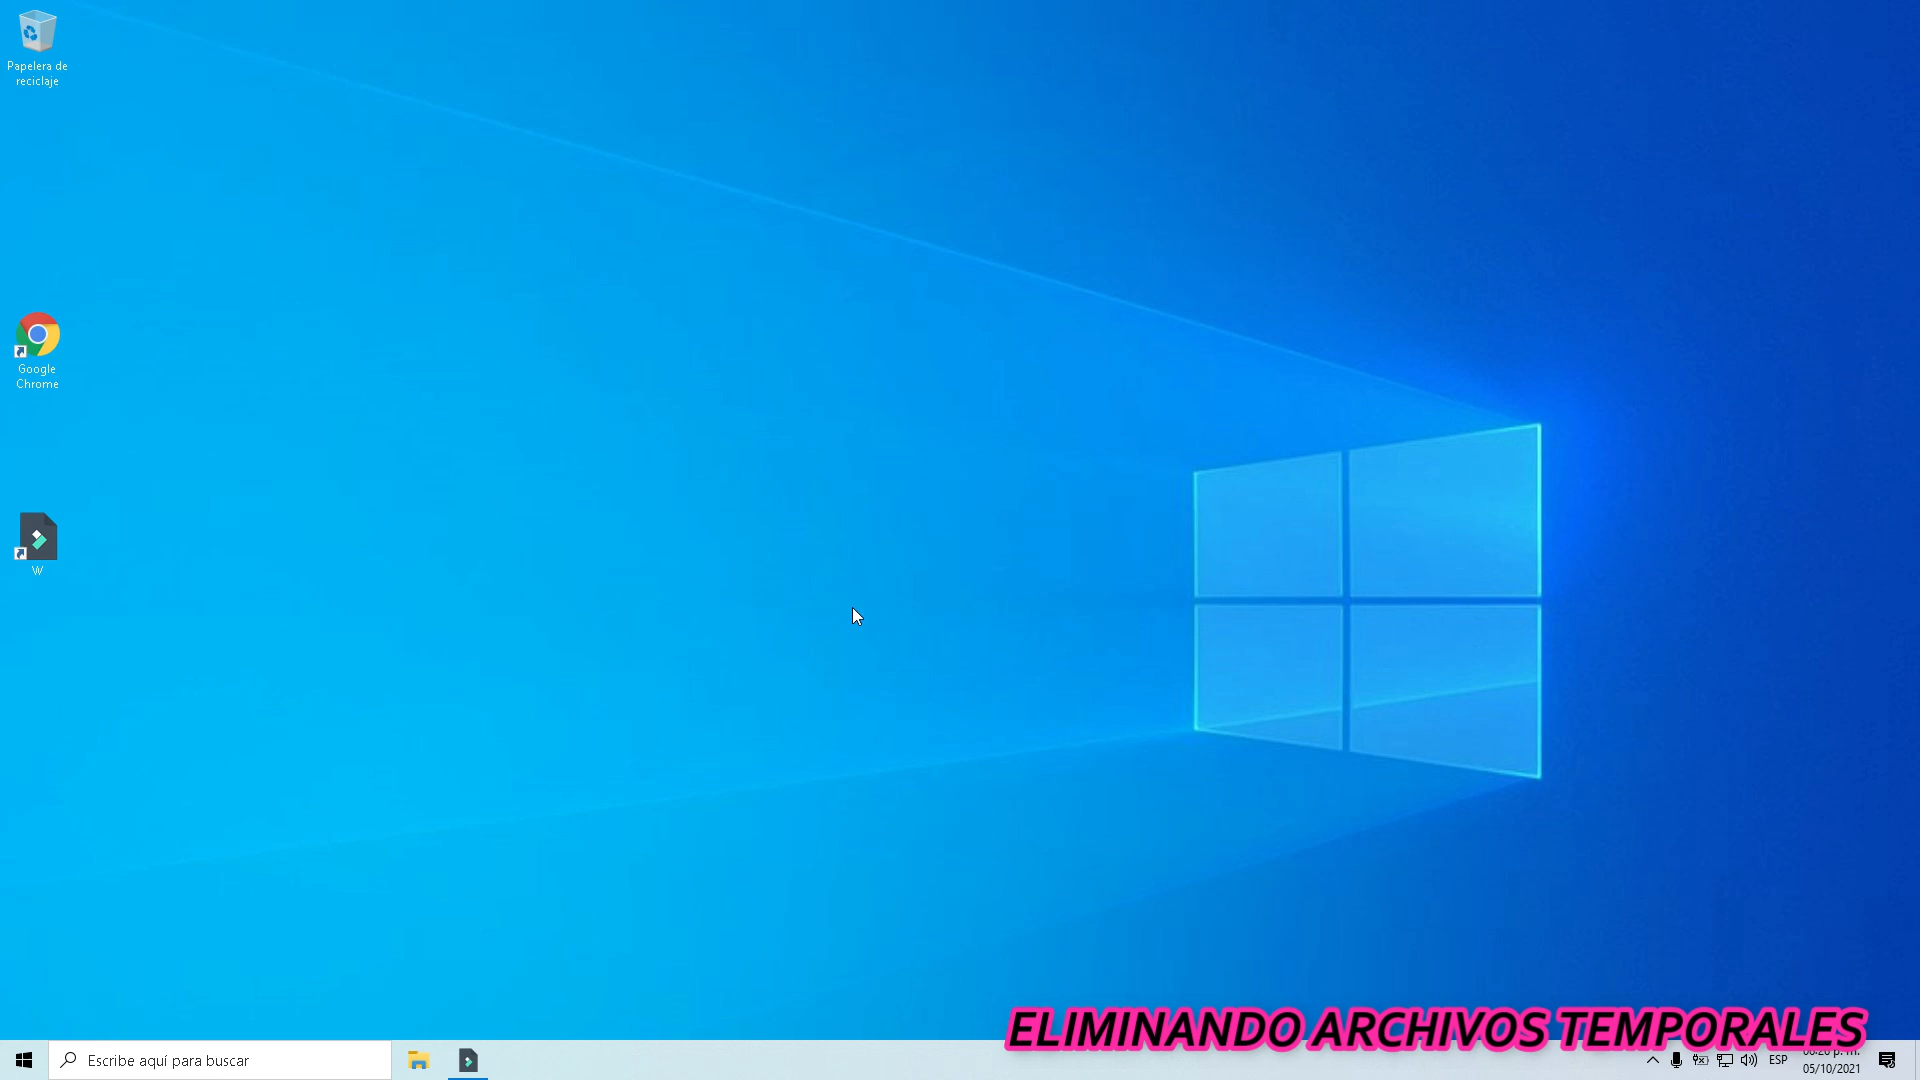 Papelera de
reciclaje
Google
Chrome
W
ELIMINANDO ARCHIVOS TEMPORALES
Escribe aquí para buscar
ESP
05/10/2021